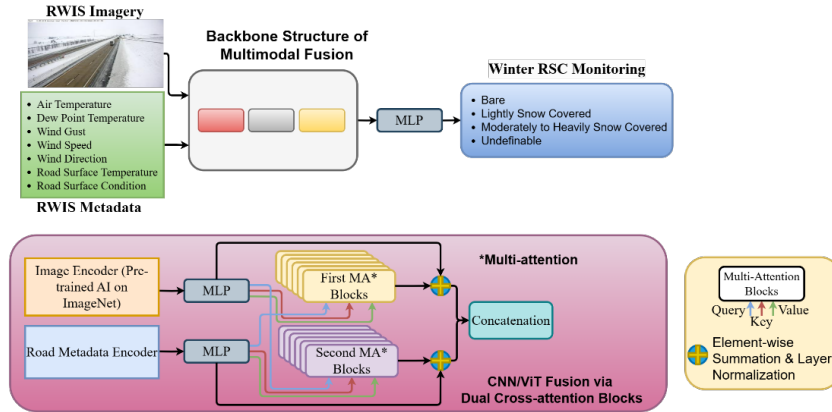 RWIS Imagery
Air Temperature
Dew Point Temperature
Wind Gust
Wind Speed
Wind Direction
Road Surface Temperature
Road Surface Condition
RWIS Metadata
Backbone Structure of
Multimodal Fusion
MLP
Winter RSC Monitoring
Bare
Lightly Snow Covered
Moderately to Heavily Snow Covered
Undefinable
Image Encoder (Pre-
trained AI on
ImageNet)
MLP
Road Metadata Encoder
MLP
First MA*
Blocks
Second MA*
Blocks
*Multi-attention
Concatenation
CNN/ViT Fusion via
Dual Cross-attention Blocks
Multi-Attention
Blocks
Query
Key
Value
Element-wise
Summation & Layer
Normalization